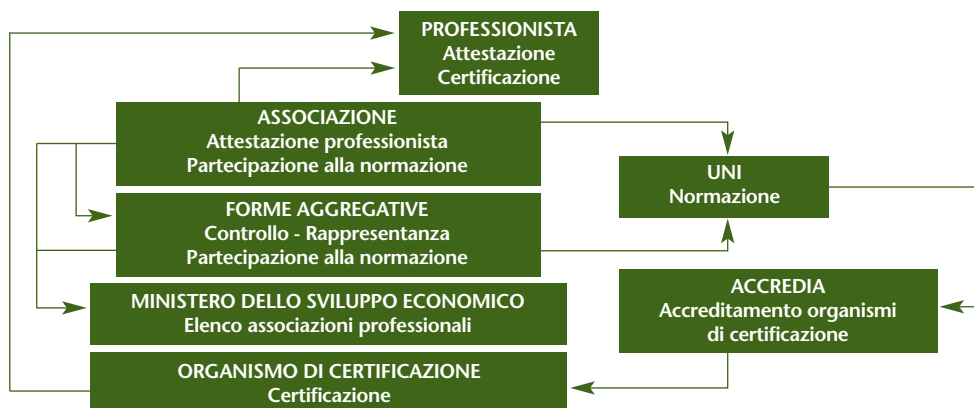 PROFESSIONISTA
Attestazione
Certificazione
ASSOCIAZIONE
Attestazione professionista
Partecipazione alla normazione
UNI
Normazione
FORME AGGREGATIVE
Controllo - Rappresentanza
Partecipazione alla normazione
MINISTERO DELLO SVILUPPO ECONOMICO
Elenco associazioni professionali
ACCREDIA
Accreditamento organismi
di certificazione
ORGANISMO DI CERTIFICAZIONE
Certificazione